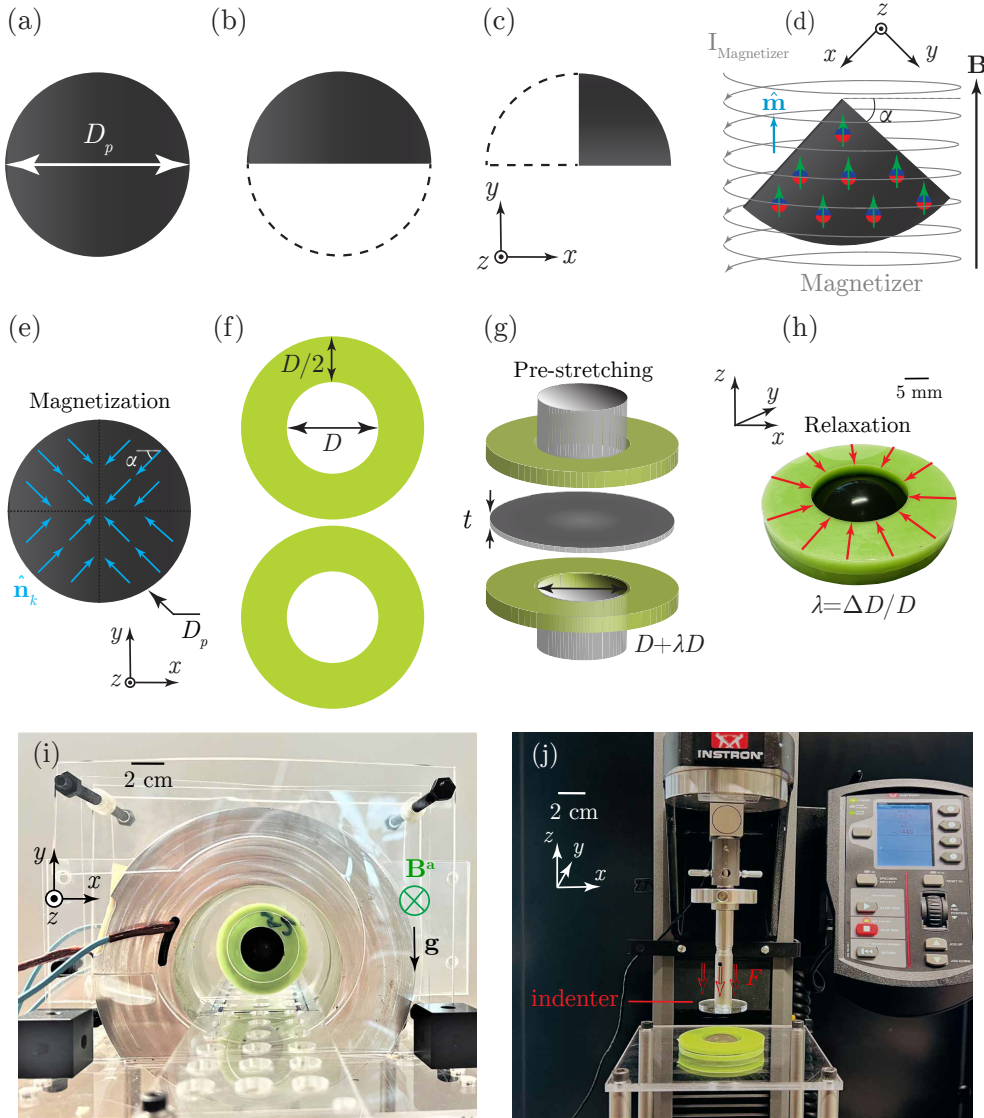 (a)
(b)
(c)
(d)
D_p
y
z
x
I_Magnetizer
z
x
y
B
m̂
α
Magnetizer
(e)
(f)
(g)
(h)
Magnetization
α
n̂_k
D_p
y
z
x
D/2
D
Pre-stretching
t
D+λD
z
y
x
5 mm
Relaxation
λ=ΔD/D
(i)
2 cm
y
x
z
B^a
g
(j)
INSTRON
2 cm
z
y
x
F
indenter